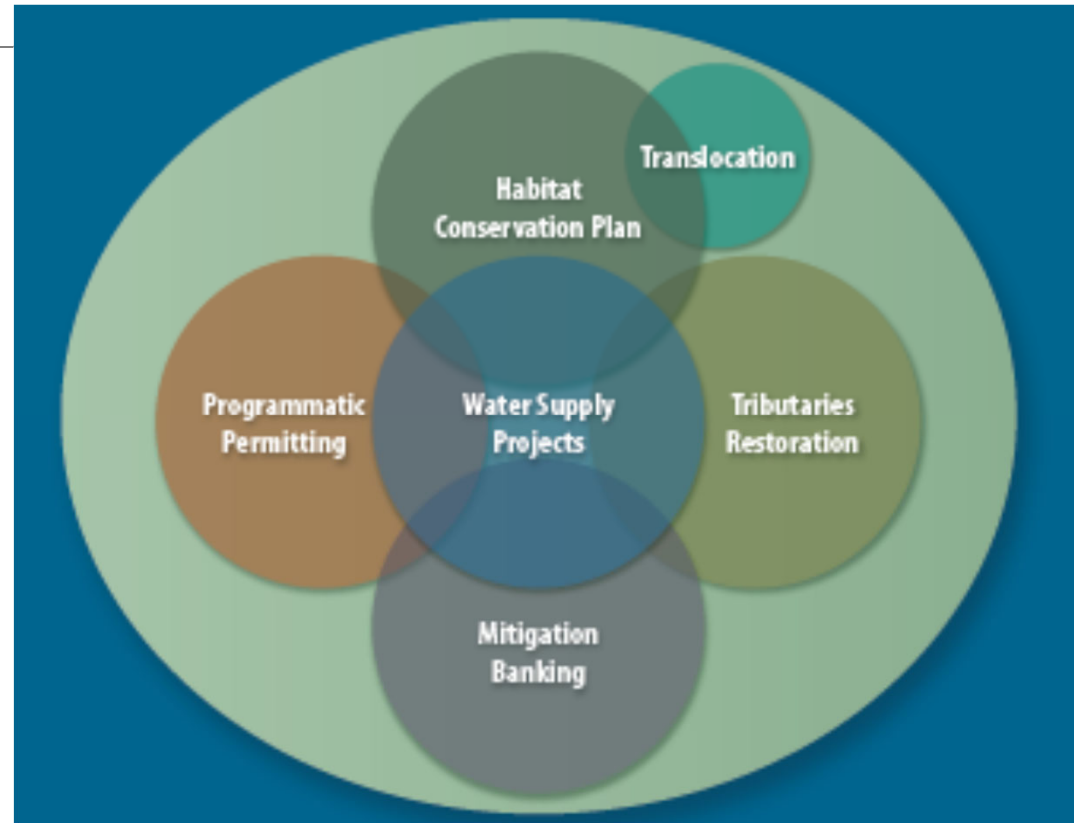 Translocation
Habitat
Conservation Plan
Programmatic
Permitting
Water Supply
Projects
Tributaries
Restoration
Mitigation
Banking